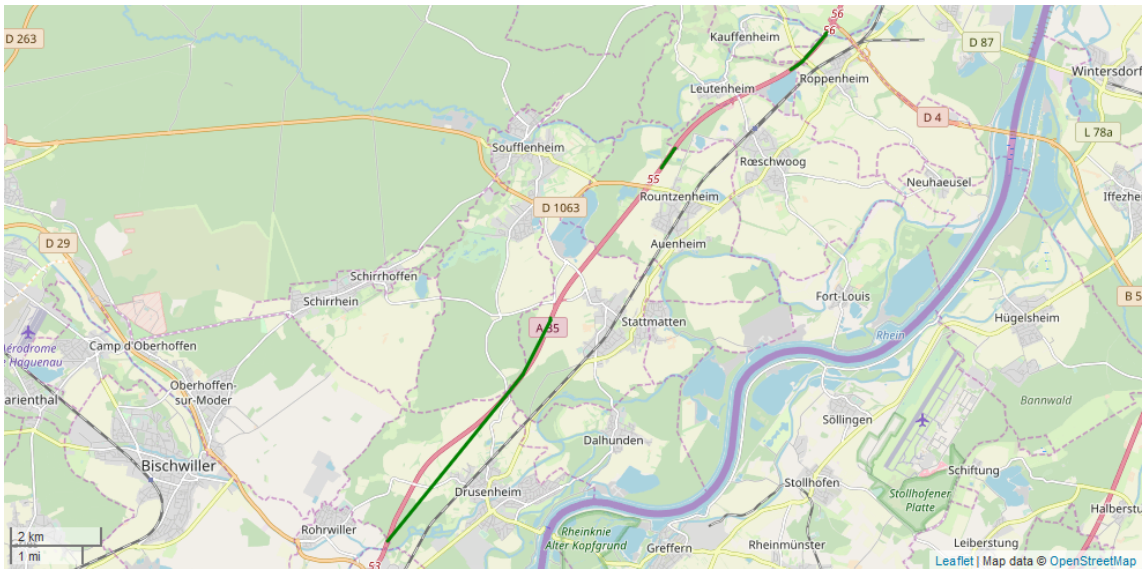 56
56
D 263
Kauffenheim
D 87
Wintersdorf
Roppenheim
Leutenheim
D 4
L 78a
Soufflenheim
Rœschwoog
55
Neuhaeusel
Rountzenheim
Iffezhei
D 1063
D 29
Auenheim
Schirrhoffen
Schirrhein
Fort-Louis
B 5
Stattmatten
A 35
Hügelsheim
Rhein
Aérodrome
Haguenau
Camp d'Oberhoffen
Oberhoffen-
sur-Moder
arienthal
Bannwald
Söllingen
Dalhunden
Bischwiller
Schiftung
Stollhofen
Drusenheim
Stollhofener
Platte
Halberstu
Rohrwiller
2 km
1 mi
53
Rheinknie
Alter Kopfgrund
Greffern
Rheinmünster
Leiberstung
Leaflet | Map data © OpenStreetMap